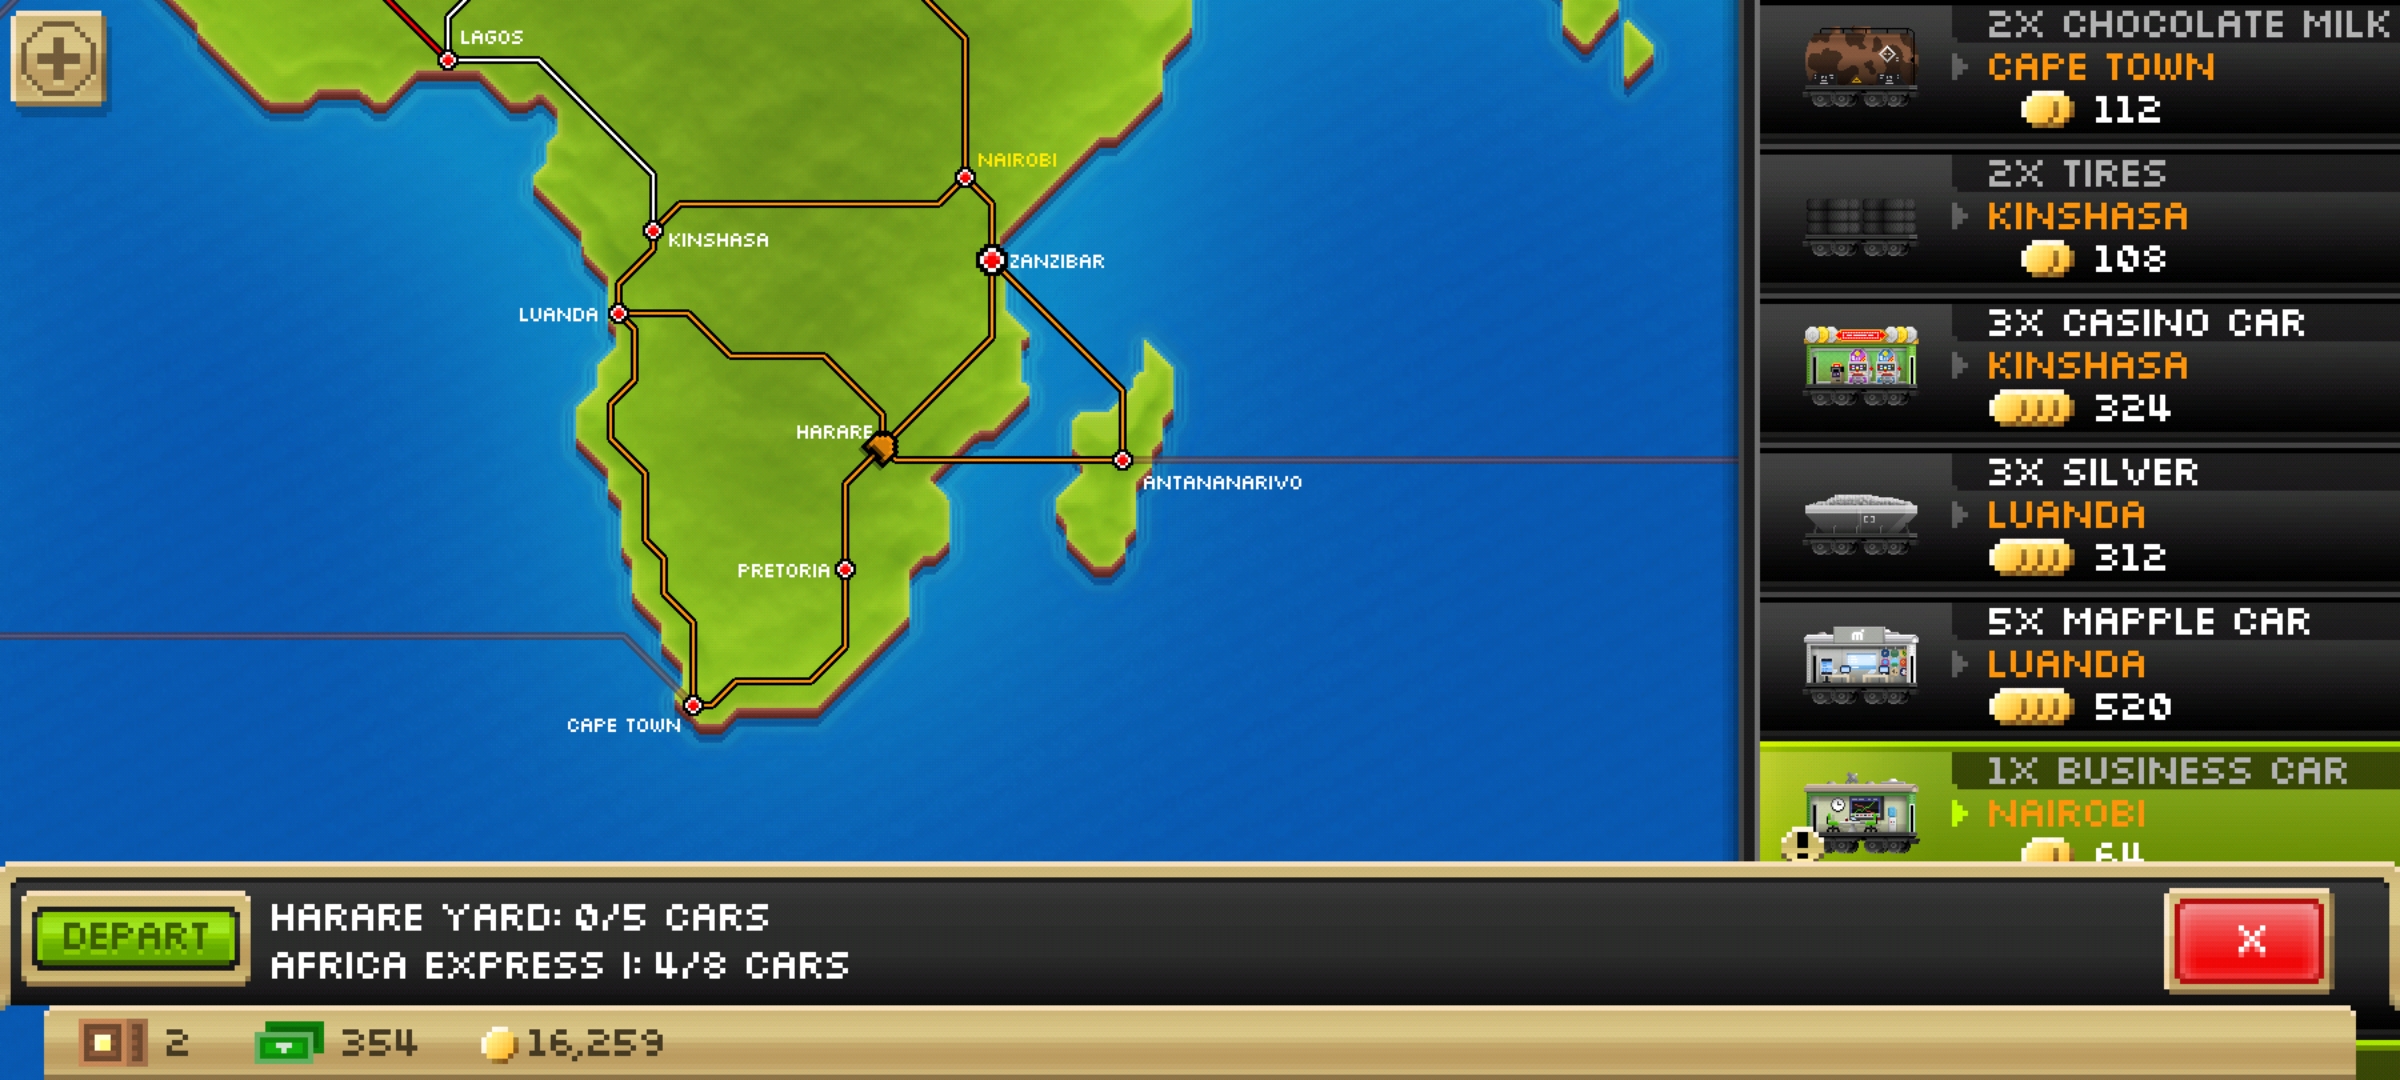 LAGOS
NAIROBI
KINSHASA
ZANZIBAR
LUANDA
HARARE
ANTANANARIVO
PRETORIA
CAPE TOWN
2X CHOCOLATE MILK
CAPE TOWN
112
2X TIRES
KINSHASA
108
3X CASINO CAR
KINSHASA
324
3X SILVER
LUANDA
312
5X MAPPLE CAR
LUANDA
520
1X BUSINESS CAR
NAIROBI
64
DEPART
HARARE YARD: 0/5 CARS
AFRICA EXPRESS I: 4/8 CARS
X
2
354
16,259